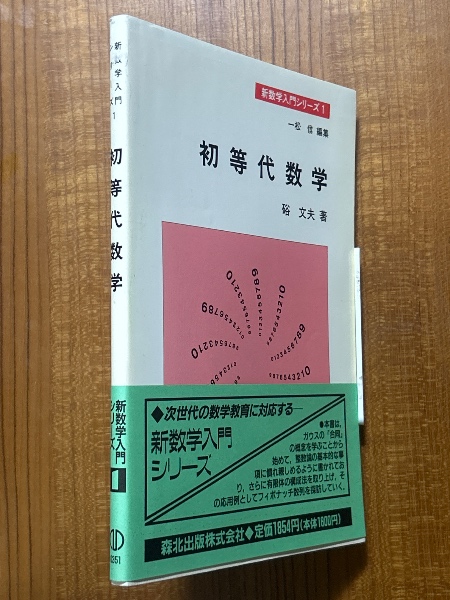 新数学入門シリーズ1
一松 信 編集
初等代数学
硲 文夫 著
9876543210
0123456789
◆次世代の数学教育に対応する──
新数学入門
シリーズ
●本書は、
ガウスの「合同」
の概念を学ぶことから
始めて、整数論の基本的な事
項に慣れ親しめるように書かれてお
り、さらに有限体の構成法を取り上げ、そ
の応用例としてフィボナッチ数列を探訪していく。
森北出版株式会社◆定価1854円(本体1800円)
新数学入門シリーズ 1
初等代数学
新数学入門
シリーズ
1